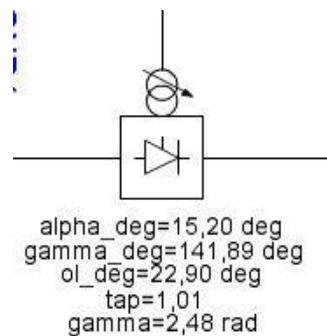 alpha_deg=15,20 deg
gamma_deg=141,89 deg
ol_deg=22,90 deg
tap=1,01
gamma=2,48 rad